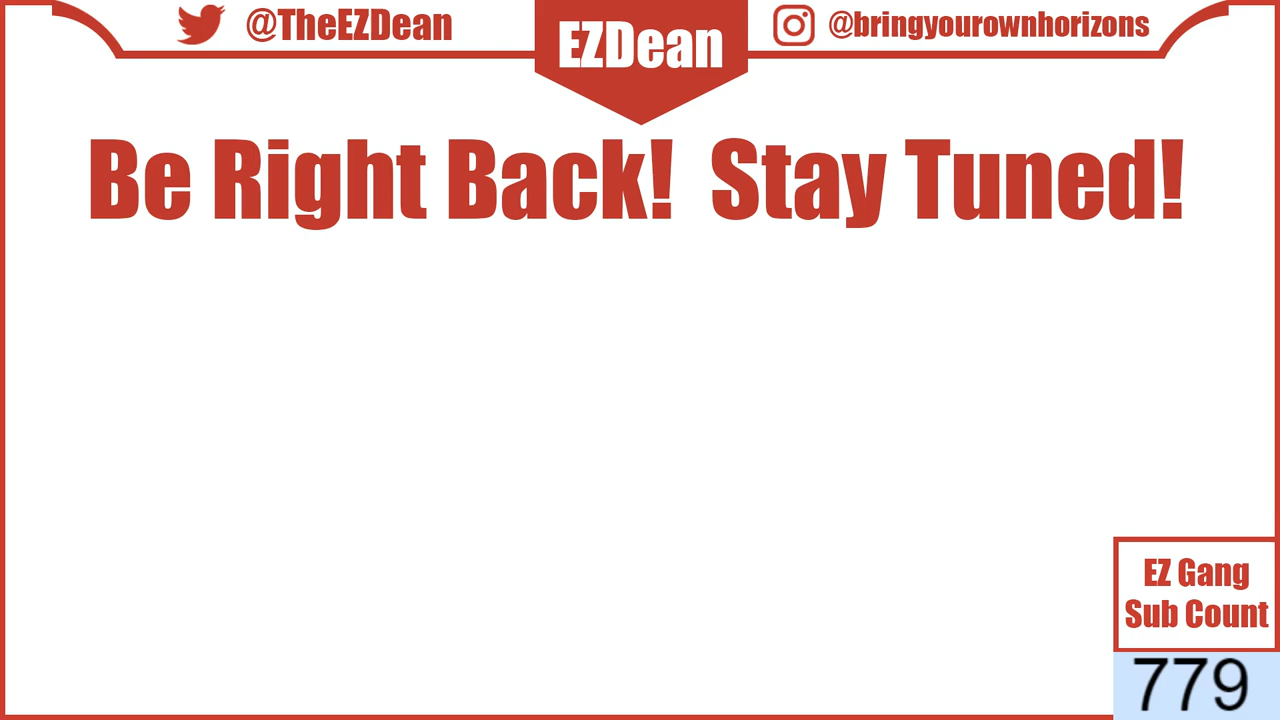 @TheEZDean
EZDean
@bringyourownhorizons
Be Right Back! Stay Tuned!
EZ Gang
Sub Count
779